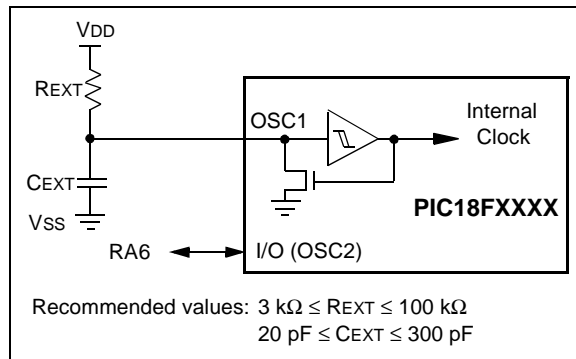 VDD
REXT
OSC1
Internal
Clock
CEXT
PIC18FXXXX
VSS
RA6
I/O (OSC2)
Recommended values: 3 kΩ ≤ REXT ≤ 100 kΩ
20 pF ≤ CEXT ≤ 300 pF